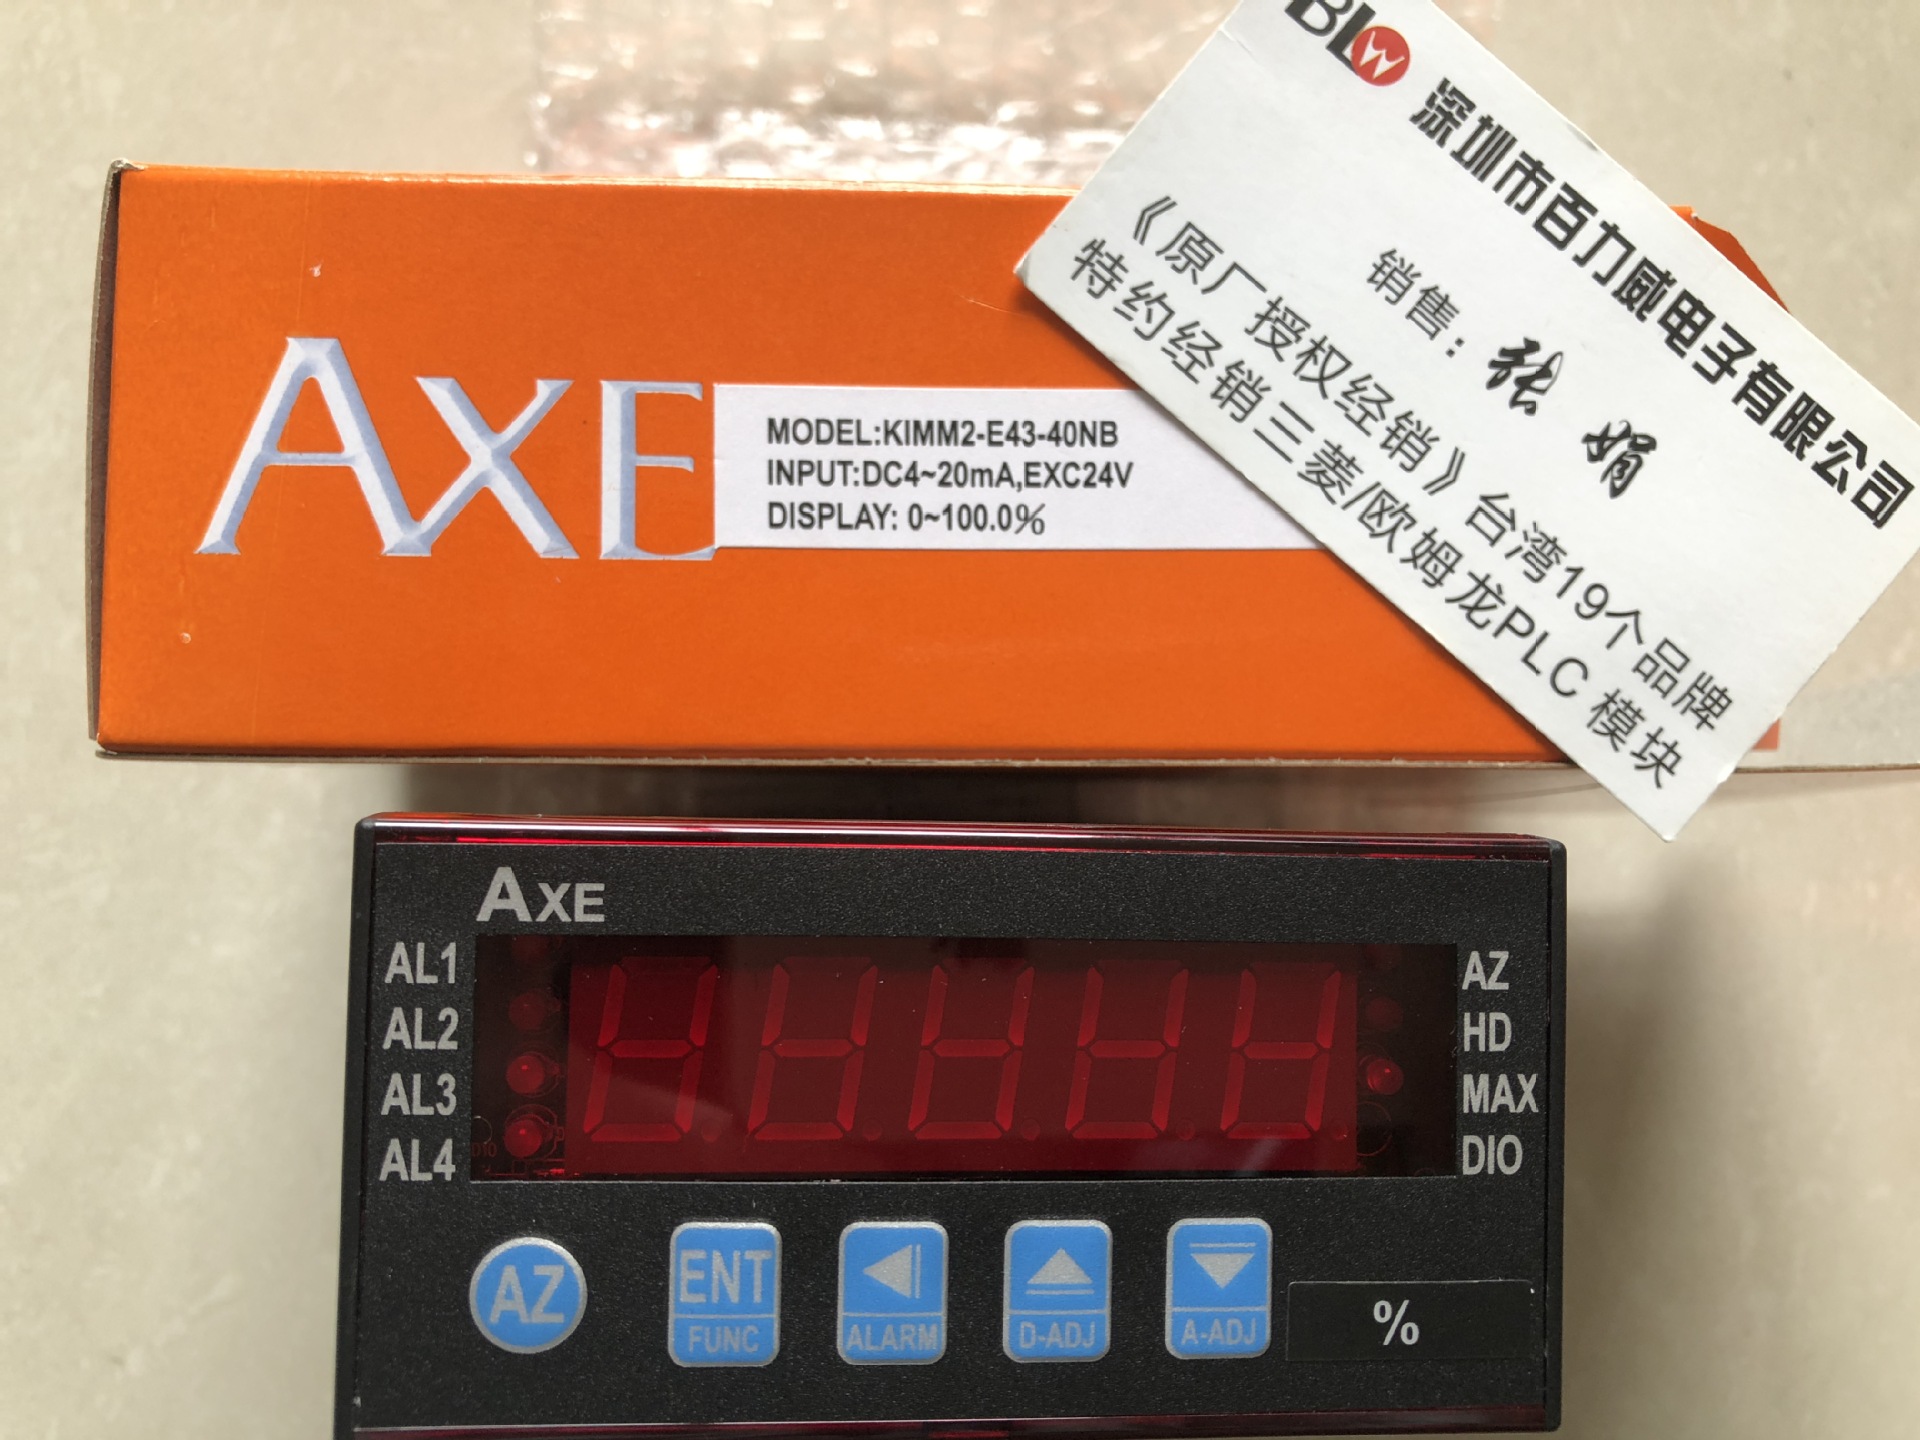 BLW 深圳市百力威电子有限公司
销售：张 娟
《原厂授权经销》台湾19个品牌
特约经销三菱/欧姆龙PLC 模块
AXE
MODEL:KIMM2-E43-40NB
INPUT:DC4~20mA,EXC24V
DISPLAY: 0~100.0%
AXE
AL1
AL2
AL3
AL4
AZ
HD
MAX
DIO
AZ
ENT
FUNC
ALARM
D-ADJ
A-ADJ
%